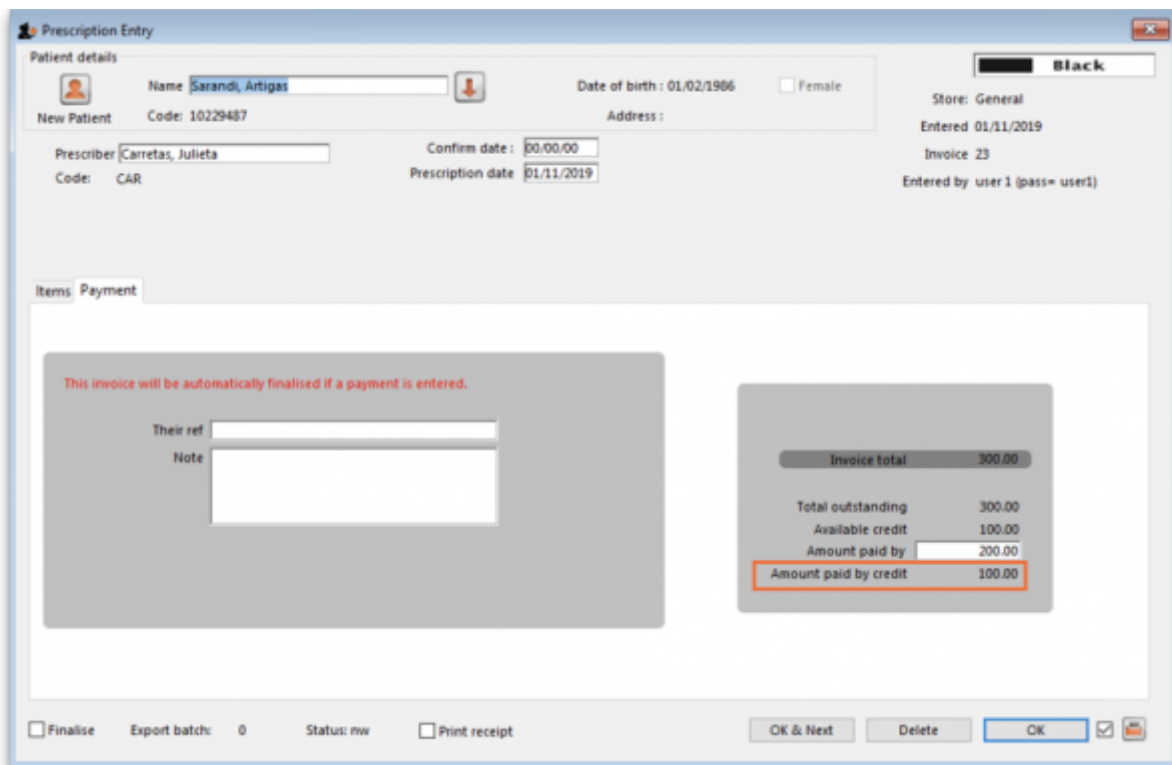 Prescription Entry
Patient details
Name Sarandi, Artigas
Date of birth : 01/02/1986
Female
Black
New Patient
Code: 10229487
Address :
Store: General
Entered 01/11/2019
Prescriber Carretas, Julieta
Confirm date : 00/00/00
Invoice 23
Code: CAR
Prescription date 01/11/2019
Entered by user 1 (pass= user1)
Items Payment
This invoice will be automatically finalised if a payment is entered.
Their ref
Note
Invoice total 300.00
Total outstanding 300.00
Available credit 100.00
Amount paid by 200.00
Amount paid by credit 100.00
Finalise Export batch: 0 Status: nw Print receipt OK & Next Delete OK